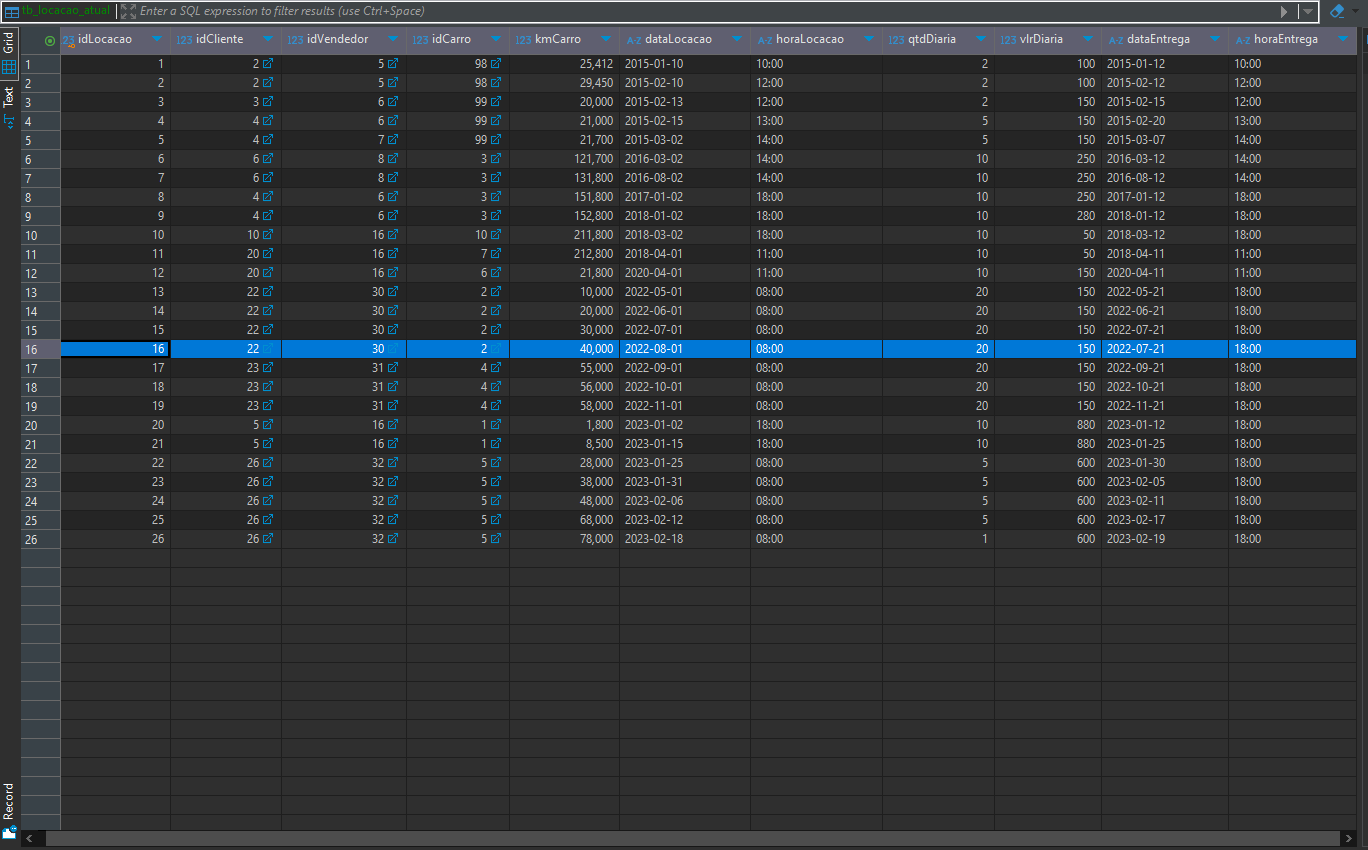 tb_locacao_atual Enter a SQL expression to filter results (use Ctrl+Space)
Grid
Text
Record
123 idLocacao 123 idCliente 123 idVendedor 123 idCarro 123 kmCarro A-Z dataLocacao A-Z horaLocacao 123 qtdDiaria 123 vlrDiaria A-Z dataEntrega A-Z horaEntrega
1 1 2 5 98 25,412 2015-01-10 10:00 2 100 2015-01-12 10:00
2 2 2 5 98 29,450 2015-02-10 12:00 2 100 2015-02-12 12:00
3 3 3 6 99 20,000 2015-02-13 12:00 2 150 2015-02-15 12:00
4 4 4 6 99 21,000 2015-02-15 13:00 5 150 2015-02-20 13:00
5 5 4 7 99 21,700 2015-03-02 14:00 5 150 2015-03-07 14:00
6 6 6 8 3 121,700 2016-03-02 14:00 10 250 2016-03-12 14:00
7 7 6 8 3 131,800 2016-08-02 14:00 10 250 2016-08-12 14:00
8 8 4 6 3 151,800 2017-01-02 18:00 10 250 2017-01-12 18:00
9 9 4 6 3 152,800 2018-01-02 18:00 10 280 2018-01-12 18:00
10 10 10 16 10 211,800 2018-03-02 18:00 10 50 2018-03-12 18:00
11 11 20 16 7 212,800 2018-04-01 11:00 10 50 2018-04-11 11:00
12 12 20 16 6 21,800 2020-04-01 11:00 10 150 2020-04-11 11:00
13 13 22 30 2 10,000 2022-05-01 08:00 20 150 2022-05-21 18:00
14 14 22 30 2 20,000 2022-06-01 08:00 20 150 2022-06-21 18:00
15 15 22 30 2 30,000 2022-07-01 08:00 20 150 2022-07-21 18:00
16 16 22 30 2 40,000 2022-08-01 08:00 20 150 2022-07-21 18:00
17 17 23 31 4 55,000 2022-09-01 08:00 20 150 2022-09-21 18:00
18 18 23 31 4 56,000 2022-10-01 08:00 20 150 2022-10-21 18:00
19 19 23 31 4 58,000 2022-11-01 08:00 20 150 2022-11-21 18:00
20 20 5 16 1 1,800 2023-01-02 18:00 10 880 2023-01-12 18:00
21 21 5 16 1 8,500 2023-01-15 18:00 10 880 2023-01-25 18:00
22 22 26 32 5 28,000 2023-01-25 08:00 5 600 2023-01-30 18:00
23 23 26 32 5 38,000 2023-01-31 08:00 5 600 2023-02-05 18:00
24 24 26 32 5 48,000 2023-02-06 08:00 5 600 2023-02-11 18:00
25 25 26 32 5 68,000 2023-02-12 08:00 5 600 2023-02-17 18:00
26 26 26 32 5 78,000 2023-02-18 08:00 1 600 2023-02-19 18:00